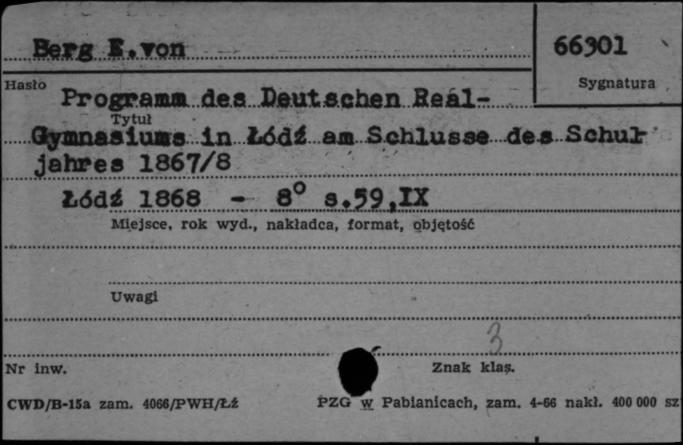 Berg E.von
66301
Hasło
Sygnatura
Programm des Deutschen Real-
Tytuł
Gymnasiums in Łódź am Schlusse des Schul
jahres 1867/8
Łódź 1868 - 8° s.59,IX
Miejsce, rok wyd., nakładca, format, objętość
Uwagi
3
Nr inw.
Znak klas.
CWD/B-15a zam. 4066/PWH/Łź
PZG w Pabianicach, zam. 4-66 nakł. 400 000 sz